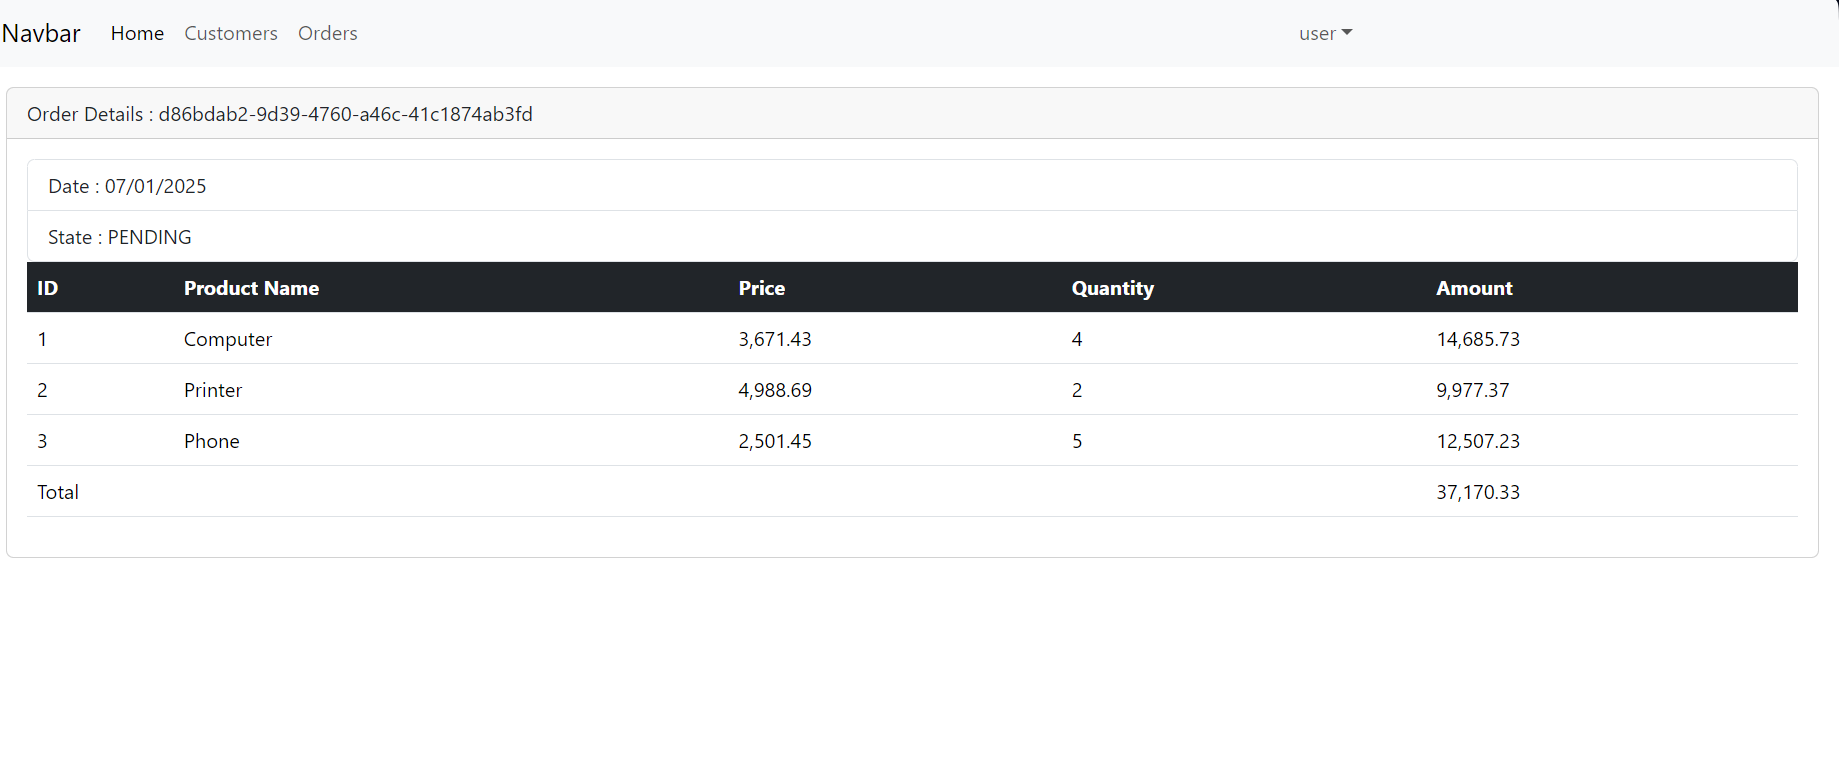 Navbar Home Customers Orders user
Order Details : d86bdab2-9d39-4760-a46c-41c1874ab3fd
Date : 07/01/2025
State : PENDING
ID Product Name Price Quantity Amount
1 Computer 3,671.43 4 14,685.73
2 Printer 4,988.69 2 9,977.37
3 Phone 2,501.45 5 12,507.23
Total 37,170.33